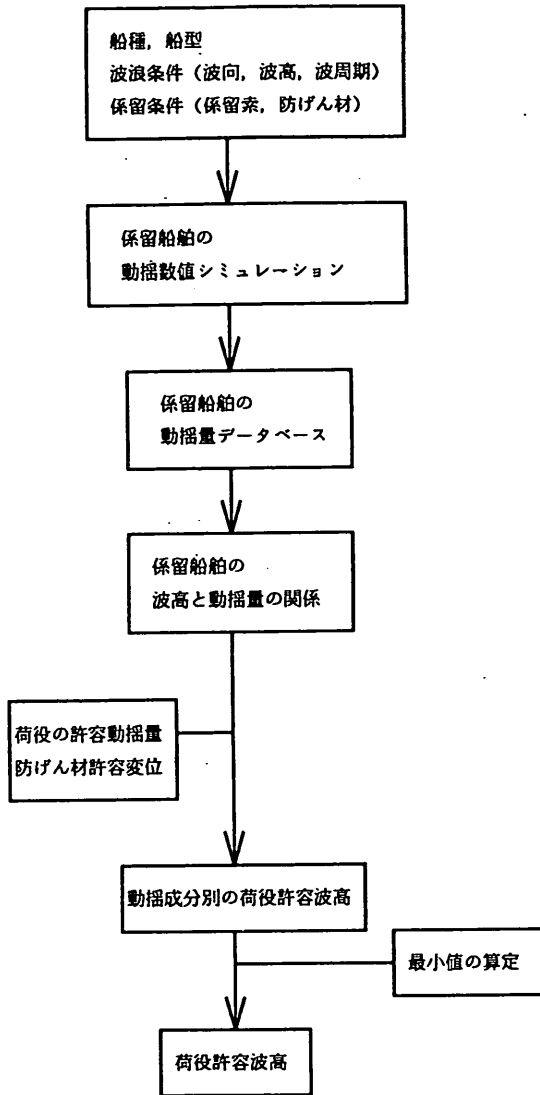 船種，船型
波浪条件（波向，波高，波周期）
係留条件（係留索，防げん材）
係留船舶の
動揺数値シミュレーション
係留船舶の
動揺量データベース
係留船舶の
波高と動揺量の関係
荷役の許容動揺量
防げん材許容変位
動揺成分別の荷役許容波高
最小値の算定
荷役許容波高